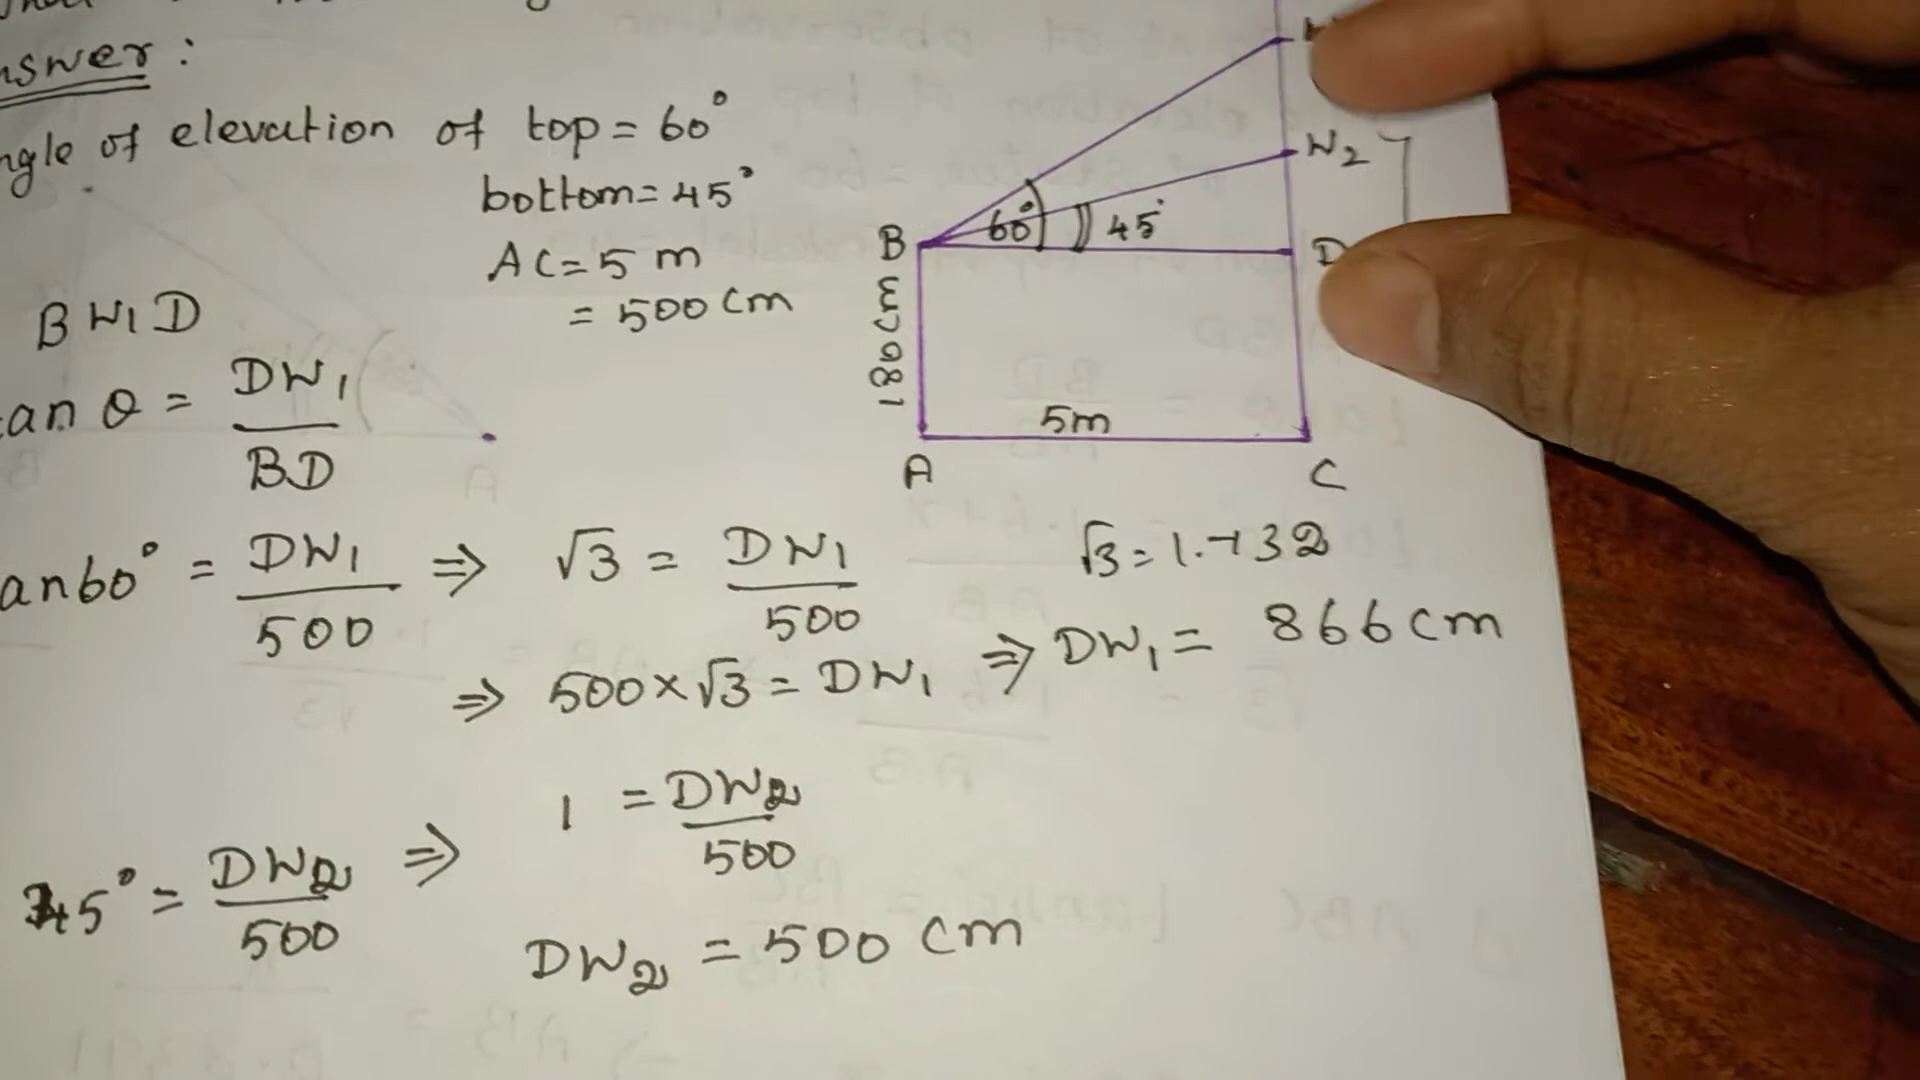 nswer :
ngle of elevation of top = 60°
bottom = 45°
AC = 5 m
= 500 cm
B W1 D
an θ = DW1 / BD
an 60° = DW1 / 500 ⇒ √3 = DW1 / 500
√3 = 1.732
⇒ 500 × √3 = DW1 ⇒ DW1 = 866 cm
45° = DW2 / 500 ⇒ 1 = DW2 / 500
DW2 = 500 cm
W2
B
60°
45°
D
180 cm
5m
A
C